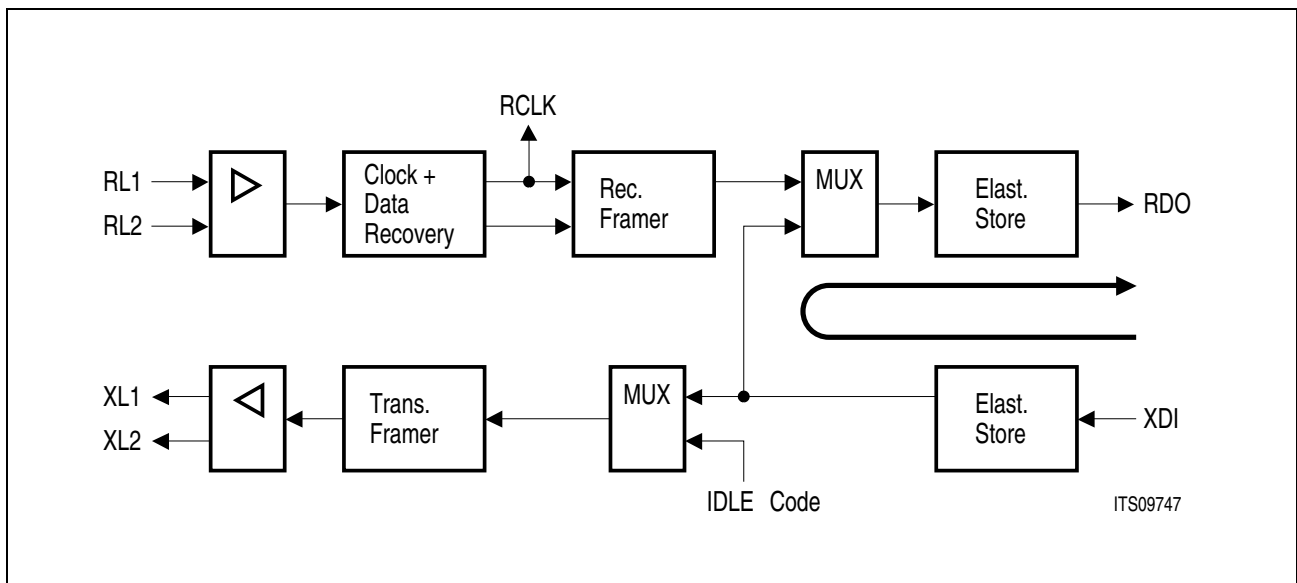 RCLK
RL1
RL2
Clock +
Data
Recovery
Rec.
Framer
MUX
Elast.
Store
RDO
XL1
XL2
Trans.
Framer
MUX
Elast.
Store
XDI
IDLE Code
ITS09747